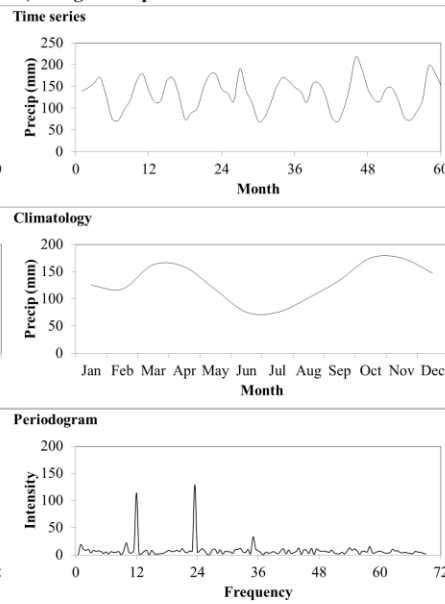 Time series
250
200
150
100
50
0
Precip (mm)
0 12 24 36 48 60
Month
Climatology
200
150
100
50
0
Precip (mm)
Jan Feb Mar Apr May Jun Jul Aug Sep Oct Nov Dec
Month
Periodogram
200
150
100
50
0
Intensity
0 12 24 36 48 60 72
Frequency